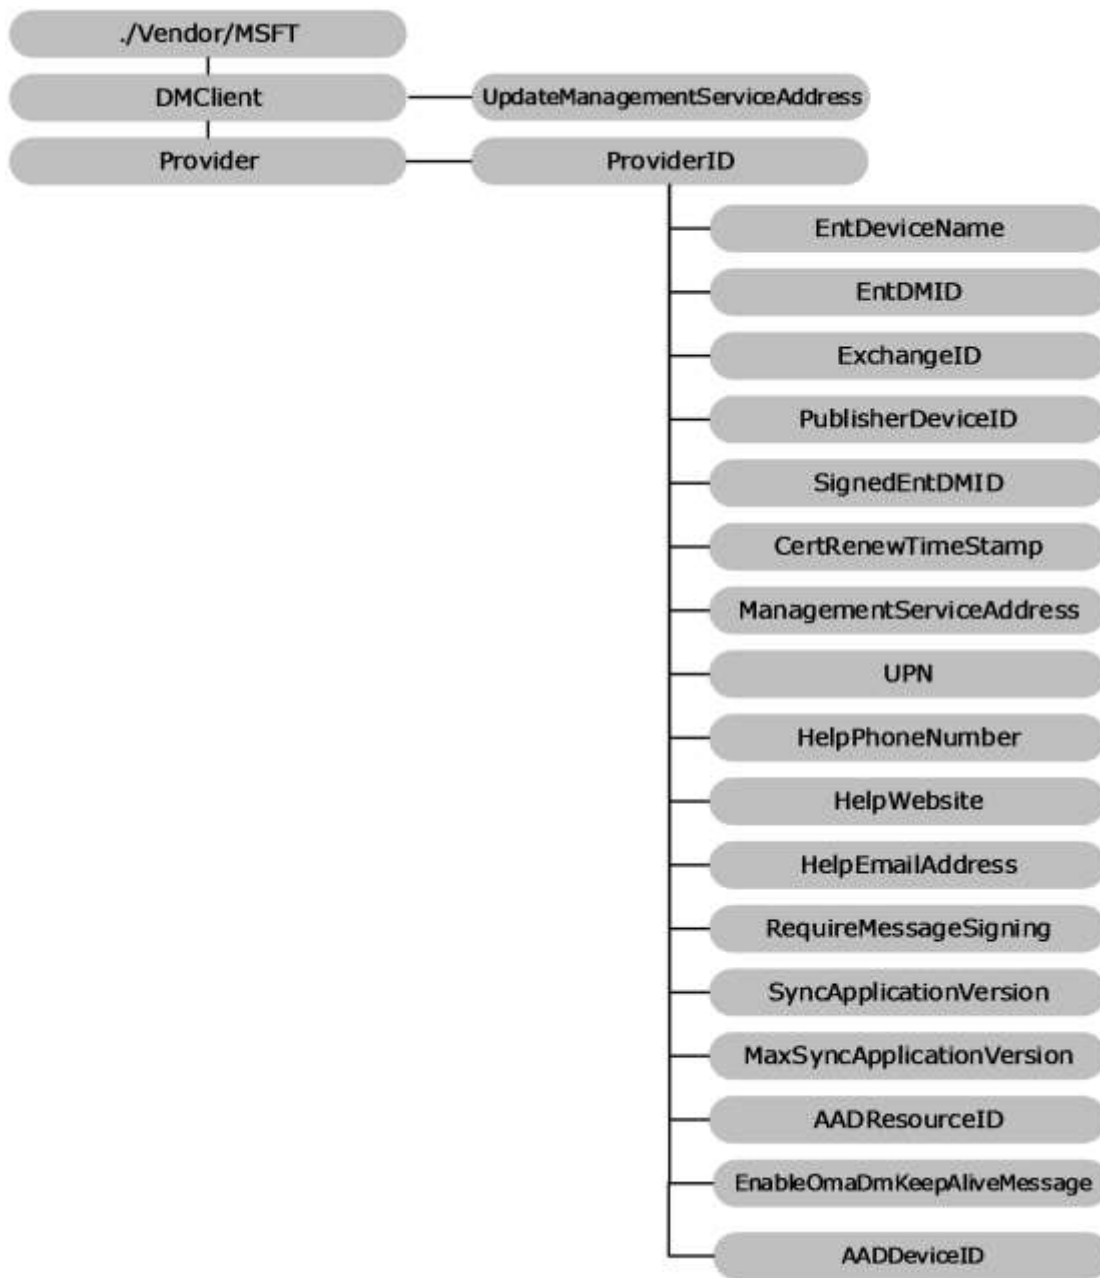 ./Vendor/MSFT
DMClient
UpdateManagementServiceAddress
Provider
ProviderID
EntDeviceName
EntDMID
ExchangeID
PublisherDeviceID
SignedEntDMID
CertRenewTimeStamp
ManagementServiceAddress
UPN
HelpPhoneNumber
HelpWebsite
HelpEmailAddress
RequireMessageSigning
SyncApplicationVersion
MaxSyncApplicationVersion
AADResourceID
EnableOmaDmKeepAliveMessage
AADDeviceID